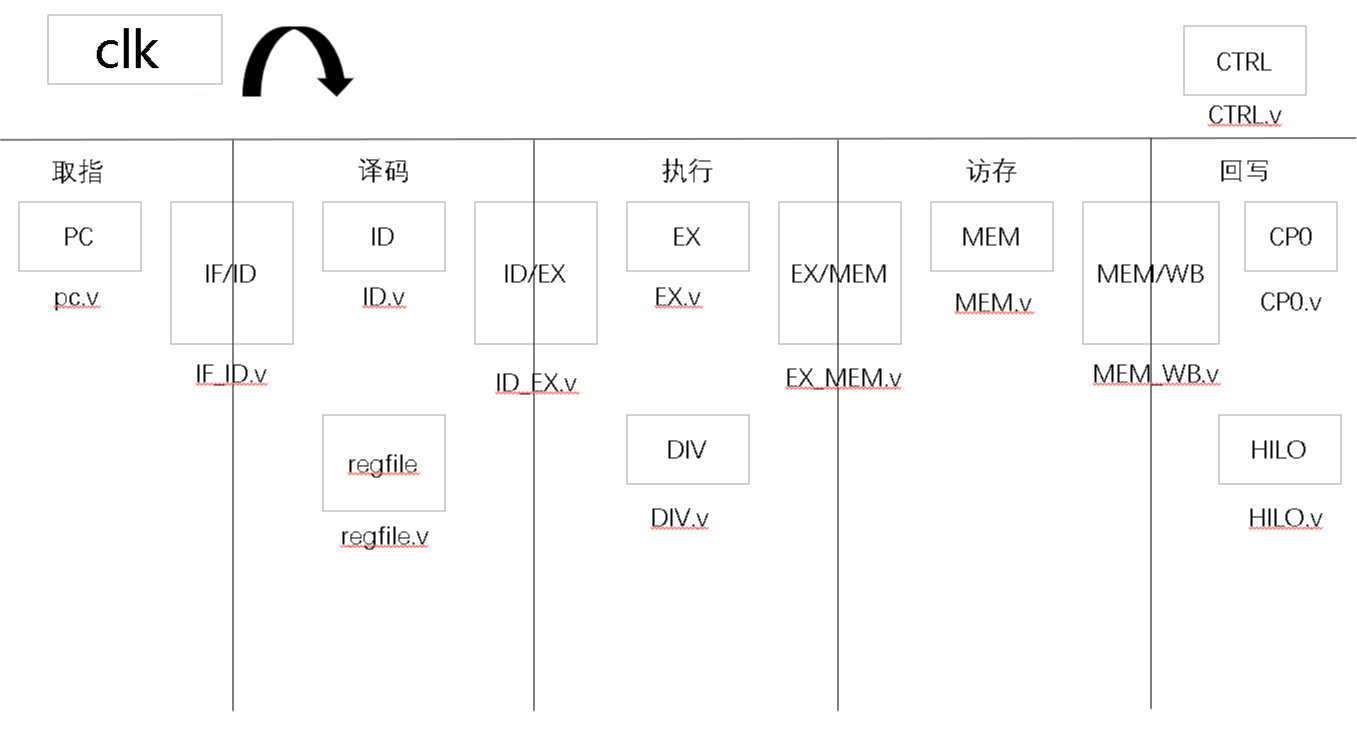 clk
CTRL
CTRL.v
取指
译码
执行
访存
回写
PC
IF/ID
ID
ID/EX
EX
EX/MEM
MEM
MEM/WB
CP0
pc.v
IF_ID.v
ID.v
ID_EX.v
EX.v
EX_MEM.v
MEM.v
MEM_WB.v
CP0.v
regfile
regfile.v
DIV
DIV.v
HILO
HILO.v